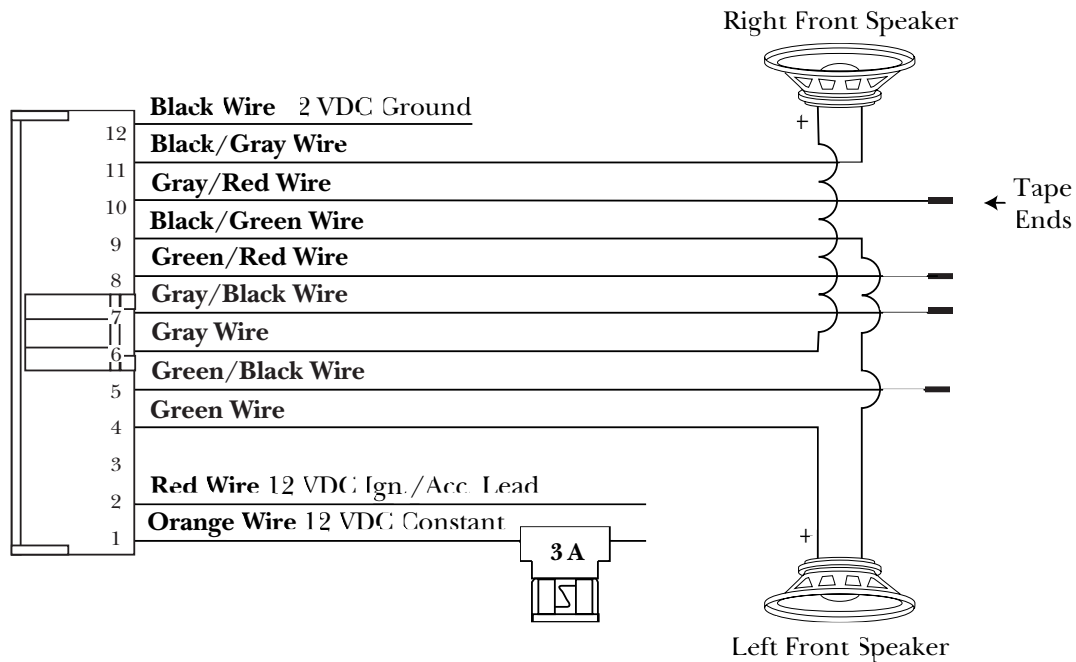 Right Front Speaker
+
Black Wire 2 VDC Ground
12
Black/Gray Wire
11
Gray/Red Wire
10
Tape
Ends
Black/Green Wire
9
Green/Red Wire
8
Gray/Black Wire
7
Gray Wire
6
Green/Black Wire
5
Green Wire
4
3
Red Wire 12 VDC Ign./Acc. Lead
2
Orange Wire 12 VDC Constant
1
3 A
+
Left Front Speaker